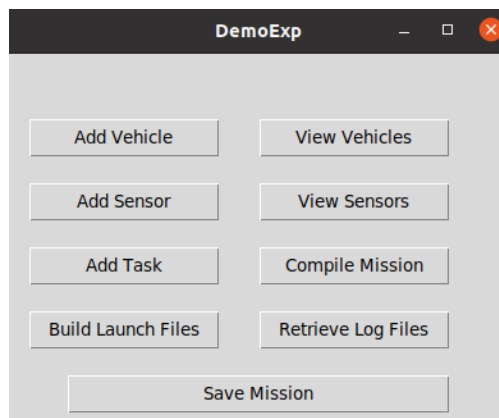 DemoExp
Add Vehicle
View Vehicles
Add Sensor
View Sensors
Add Task
Compile Mission
Build Launch Files
Retrieve Log Files
Save Mission